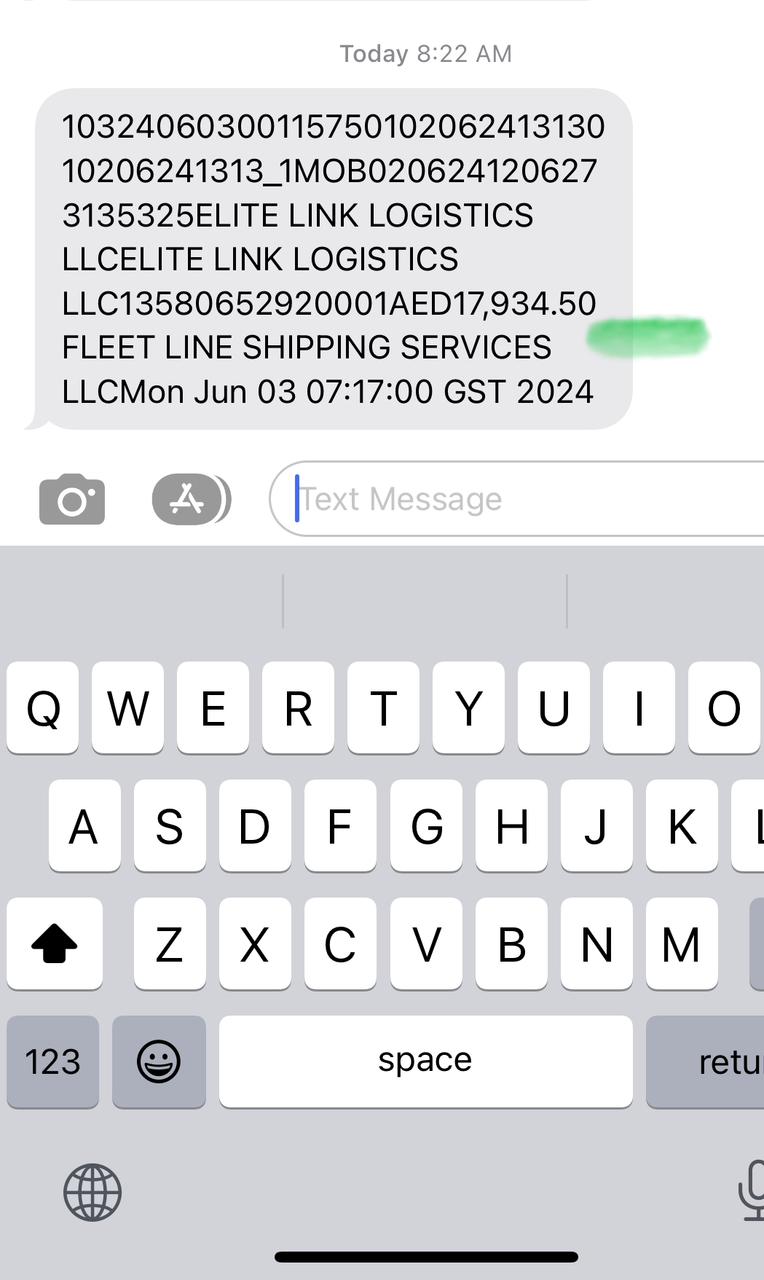 Today 8:22 AM
10324060300115750102062413130
10206241313_1MOB020624120627
3135325ELITE LINK LOGISTICS
LLCELITE LINK LOGISTICS
LLC13580652920001AED17,934.50
FLEET LINE SHIPPING SERVICES
LLCMon Jun 03 07:17:00 GST 2024
Text Message
Q W E R T Y U I O
A S D F G H J K L
Z X C V B N M
123 space retu